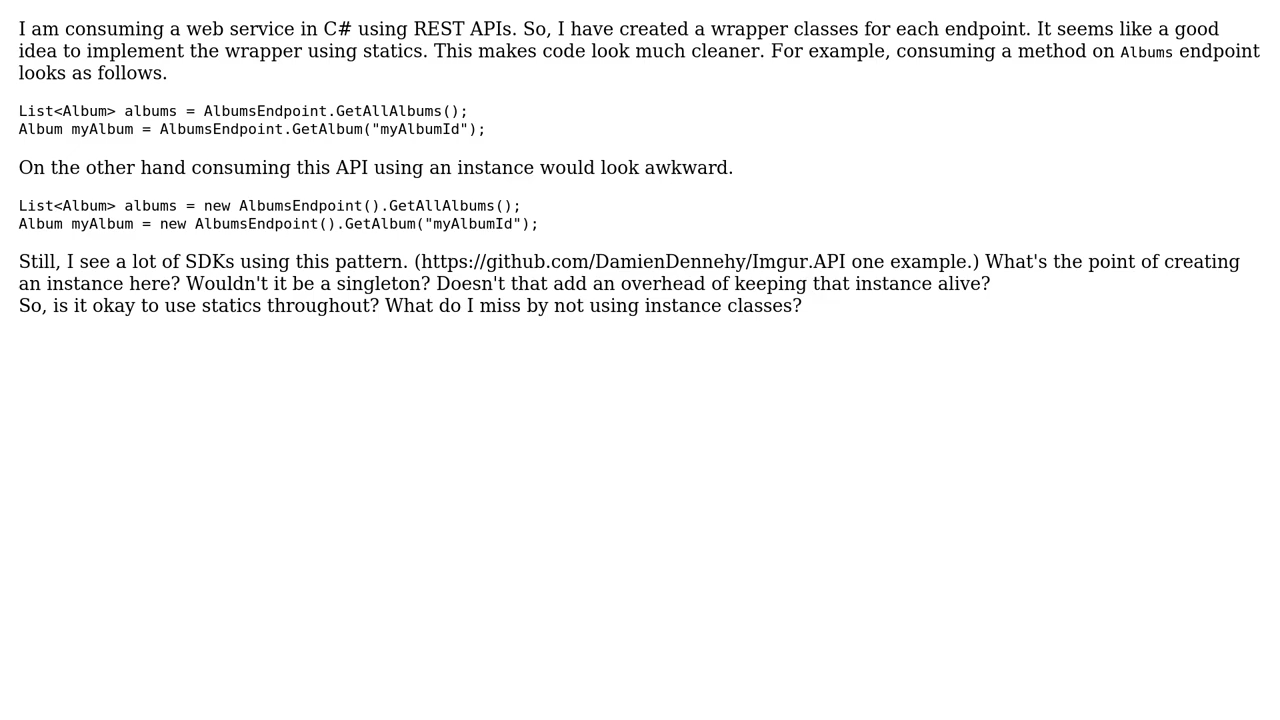 I am consuming a web service in C# using REST APIs. So, I have created a wrapper classes for each endpoint. It seems like a good
idea to implement the wrapper using statics. This makes code look much cleaner. For example, consuming a method on Albums endpoint
looks as follows.
List<Album> albums = AlbumsEndpoint.GetAllAlbums();
Album myAlbum = AlbumsEndpoint.GetAlbum("myAlbumId");
On the other hand consuming this API using an instance would look awkward.
List<Album> albums = new AlbumsEndpoint().GetAllAlbums();
Album myAlbum = new AlbumsEndpoint().GetAlbum("myAlbumId");
Still, I see a lot of SDKs using this pattern. (https://github.com/DamienDennehy/Imgur.API one example.) What's the point of creating
an instance here? Wouldn't it be a singleton? Doesn't that add an overhead of keeping that instance alive?
So, is it okay to use statics throughout? What do I miss by not using instance classes?